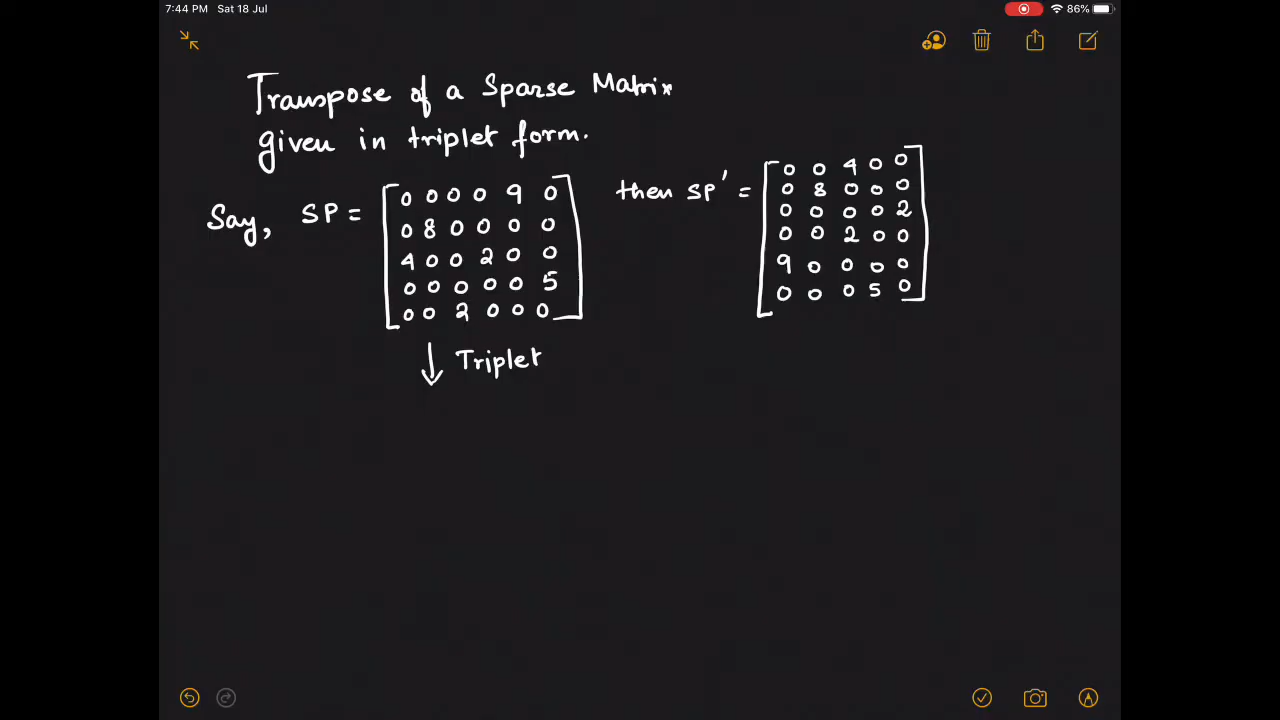 7:44 PM Sat 18 Jul
86%
Transpose of a Sparse Matrix
given in triplet form.
Say, SP =
0 0 0 0 9 0
0 8 0 0 0 0
4 0 0 2 0 0
0 0 0 0 0 5
0 0 2 0 0 0
then SP' =
0 0 4 0 0
0 8 0 0 0
0 0 0 0 2
0 0 2 0 0
9 0 0 0 0
0 0 0 5 0
↓ Triplet